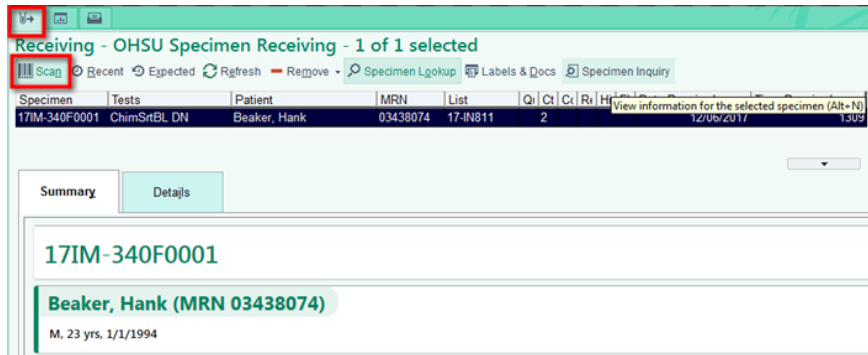 Receiving - OHSU Specimen Receiving - 1 of 1 selected
Scan Recent Expected Refresh Remove Specimen Lookup Labels & Docs Specimen Inquiry
Specimen Tests Patient MRN List Ct
View information for the selected specimen (Alt+N)
17IM-340F0001 ChimSrtBL DN Beaker, Hank 03438074 17-IN811 2 12/06/2017 1309
Summary Details
17IM-340F0001
Beaker, Hank (MRN 03438074)
M, 23 yrs, 1/1/1994